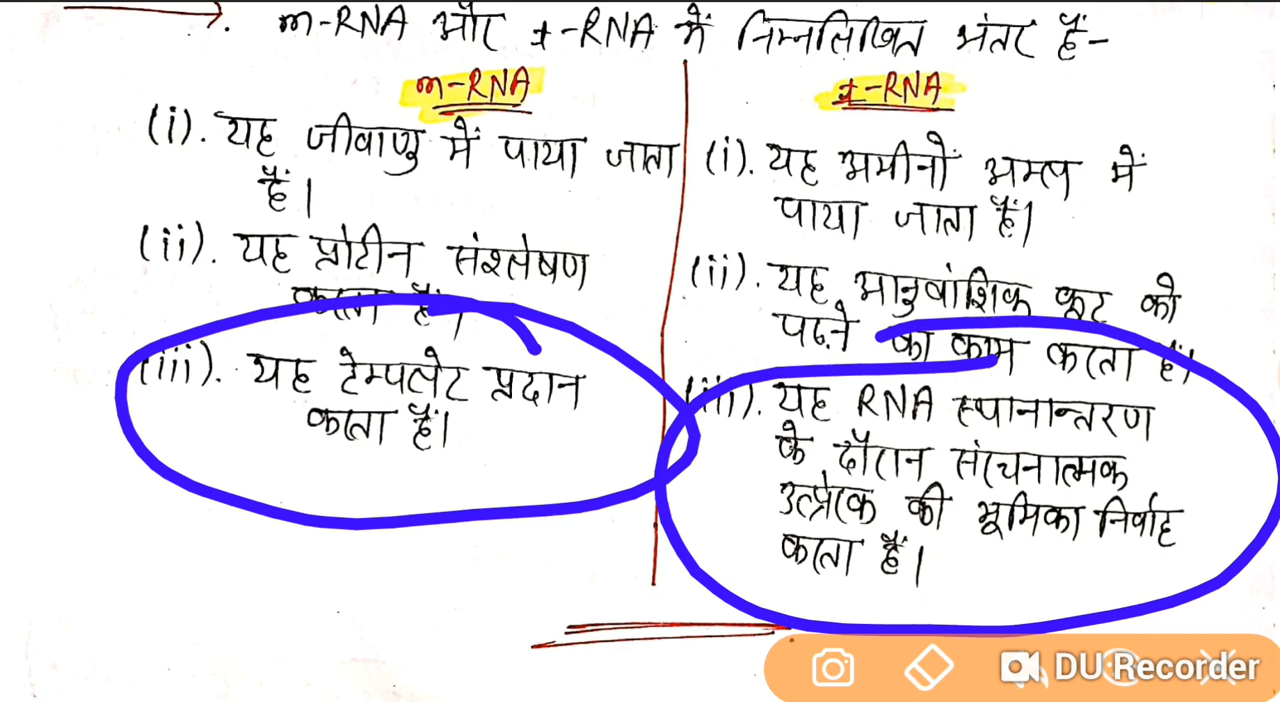 m-RNA और t-RNA में निम्नलिखित अंतर हैं-
m-RNA
(i). यह जीवाणु में पाया जाता
हैं।
(ii). यह प्रोटीन संश्लेषण
करता हैं।
(iii). यह टेम्पलेट प्रदान
करता हैं।
t-RNA
(i). यह अमीनों अम्ल में
पाया जाता हैं।
(ii). यह आनुवांशिक कूट को
पढ़ने का काम करता हैं।
(iii). यह RNA स्थानान्तरण
के दौरान संरचनात्मक
उत्प्रेरक की भूमिका निर्वाह
करता हैं।
DU Recorder